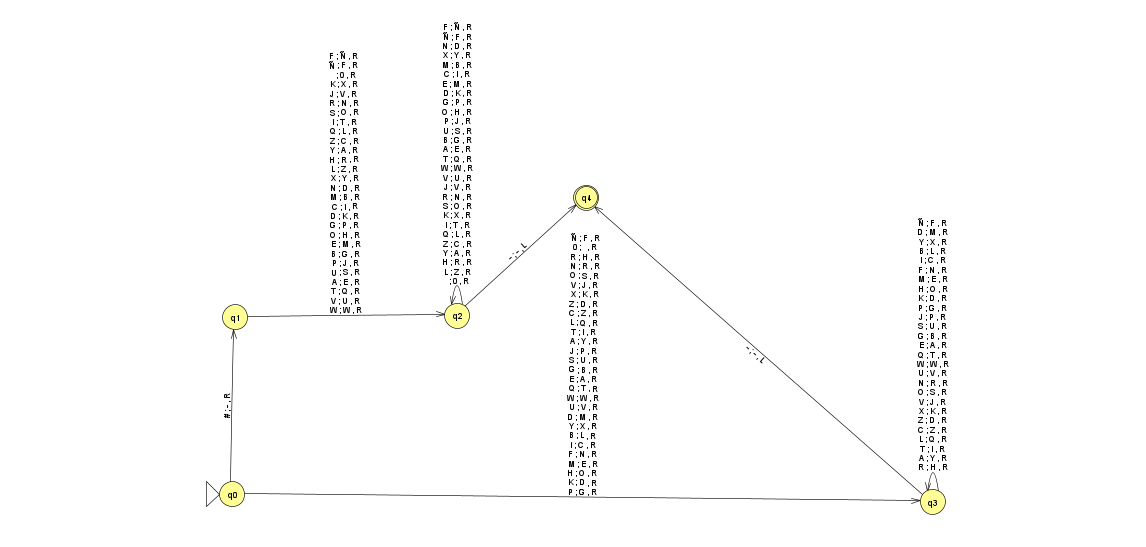 F ; Ñ , R
Ñ ; F , R
N ; D , R
X ; Y , R
M ; B , R
C ; I , R
E ; M , R
D ; K , R
G ; P , R
O ; H , R
P ; J , R
U ; S , R
B ; G , R
A ; E , R
T ; Q , R
W ; W , R
V ; U , R
J ; V , R
R ; N , R
S ; O , R
K ; X , R
I ; T , R
Q ; L , R
Z ; C , R
Y ; A , R
H ; R , R
L ; Z , R
; 0 , R
F ; Ñ , R
Ñ ; F , R
; 0 , R
K ; X , R
J ; V , R
R ; N , R
S ; O , R
I ; T , R
Q ; L , R
Z ; C , R
Y ; A , R
H ; R , R
L ; Z , R
X ; Y , R
N ; D , R
M ; B , R
C ; I , R
D ; K , R
G ; P , R
O ; H , R
E ; M , R
B ; G , R
P ; J , R
U ; S , R
A ; E , R
T ; Q , R
V ; U , R
W ; W , R
q4
Ñ ; F , R
D ; M , R
Y ; X , R
B ; L , R
I ; C , R
F ; N , R
M ; E , R
H ; O , R
K ; D , R
P ; G , R
J ; P , R
S ; U , R
G ; B , R
E ; A , R
Q ; T , R
W ; W , R
U ; V , R
N ; R , R
O ; S , R
V ; J , R
X ; K , R
Z ; D , R
C ; Z , R
L ; Q , R
T ; I , R
A ; Y , R
R ; H , R
Ñ ; F , R
0 ; , R
R ; H , R
N ; R , R
O ; S , R
V ; J , R
X ; K , R
Z ; D , R
C ; Z , R
L ; Q , R
T ; I , R
A ; Y , R
J ; P , R
S ; U , R
G ; B , R
E ; A , R
Q ; T , R
W ; W , R
U ; V , R
D ; M , R
Y ; X , R
B ; L , R
I ; C , R
F ; N , R
M ; E , R
H ; O , R
K ; D , R
P ; G , R
- ; - , L
q1
q2
- ; - , L
# ; - , R
q0
q3